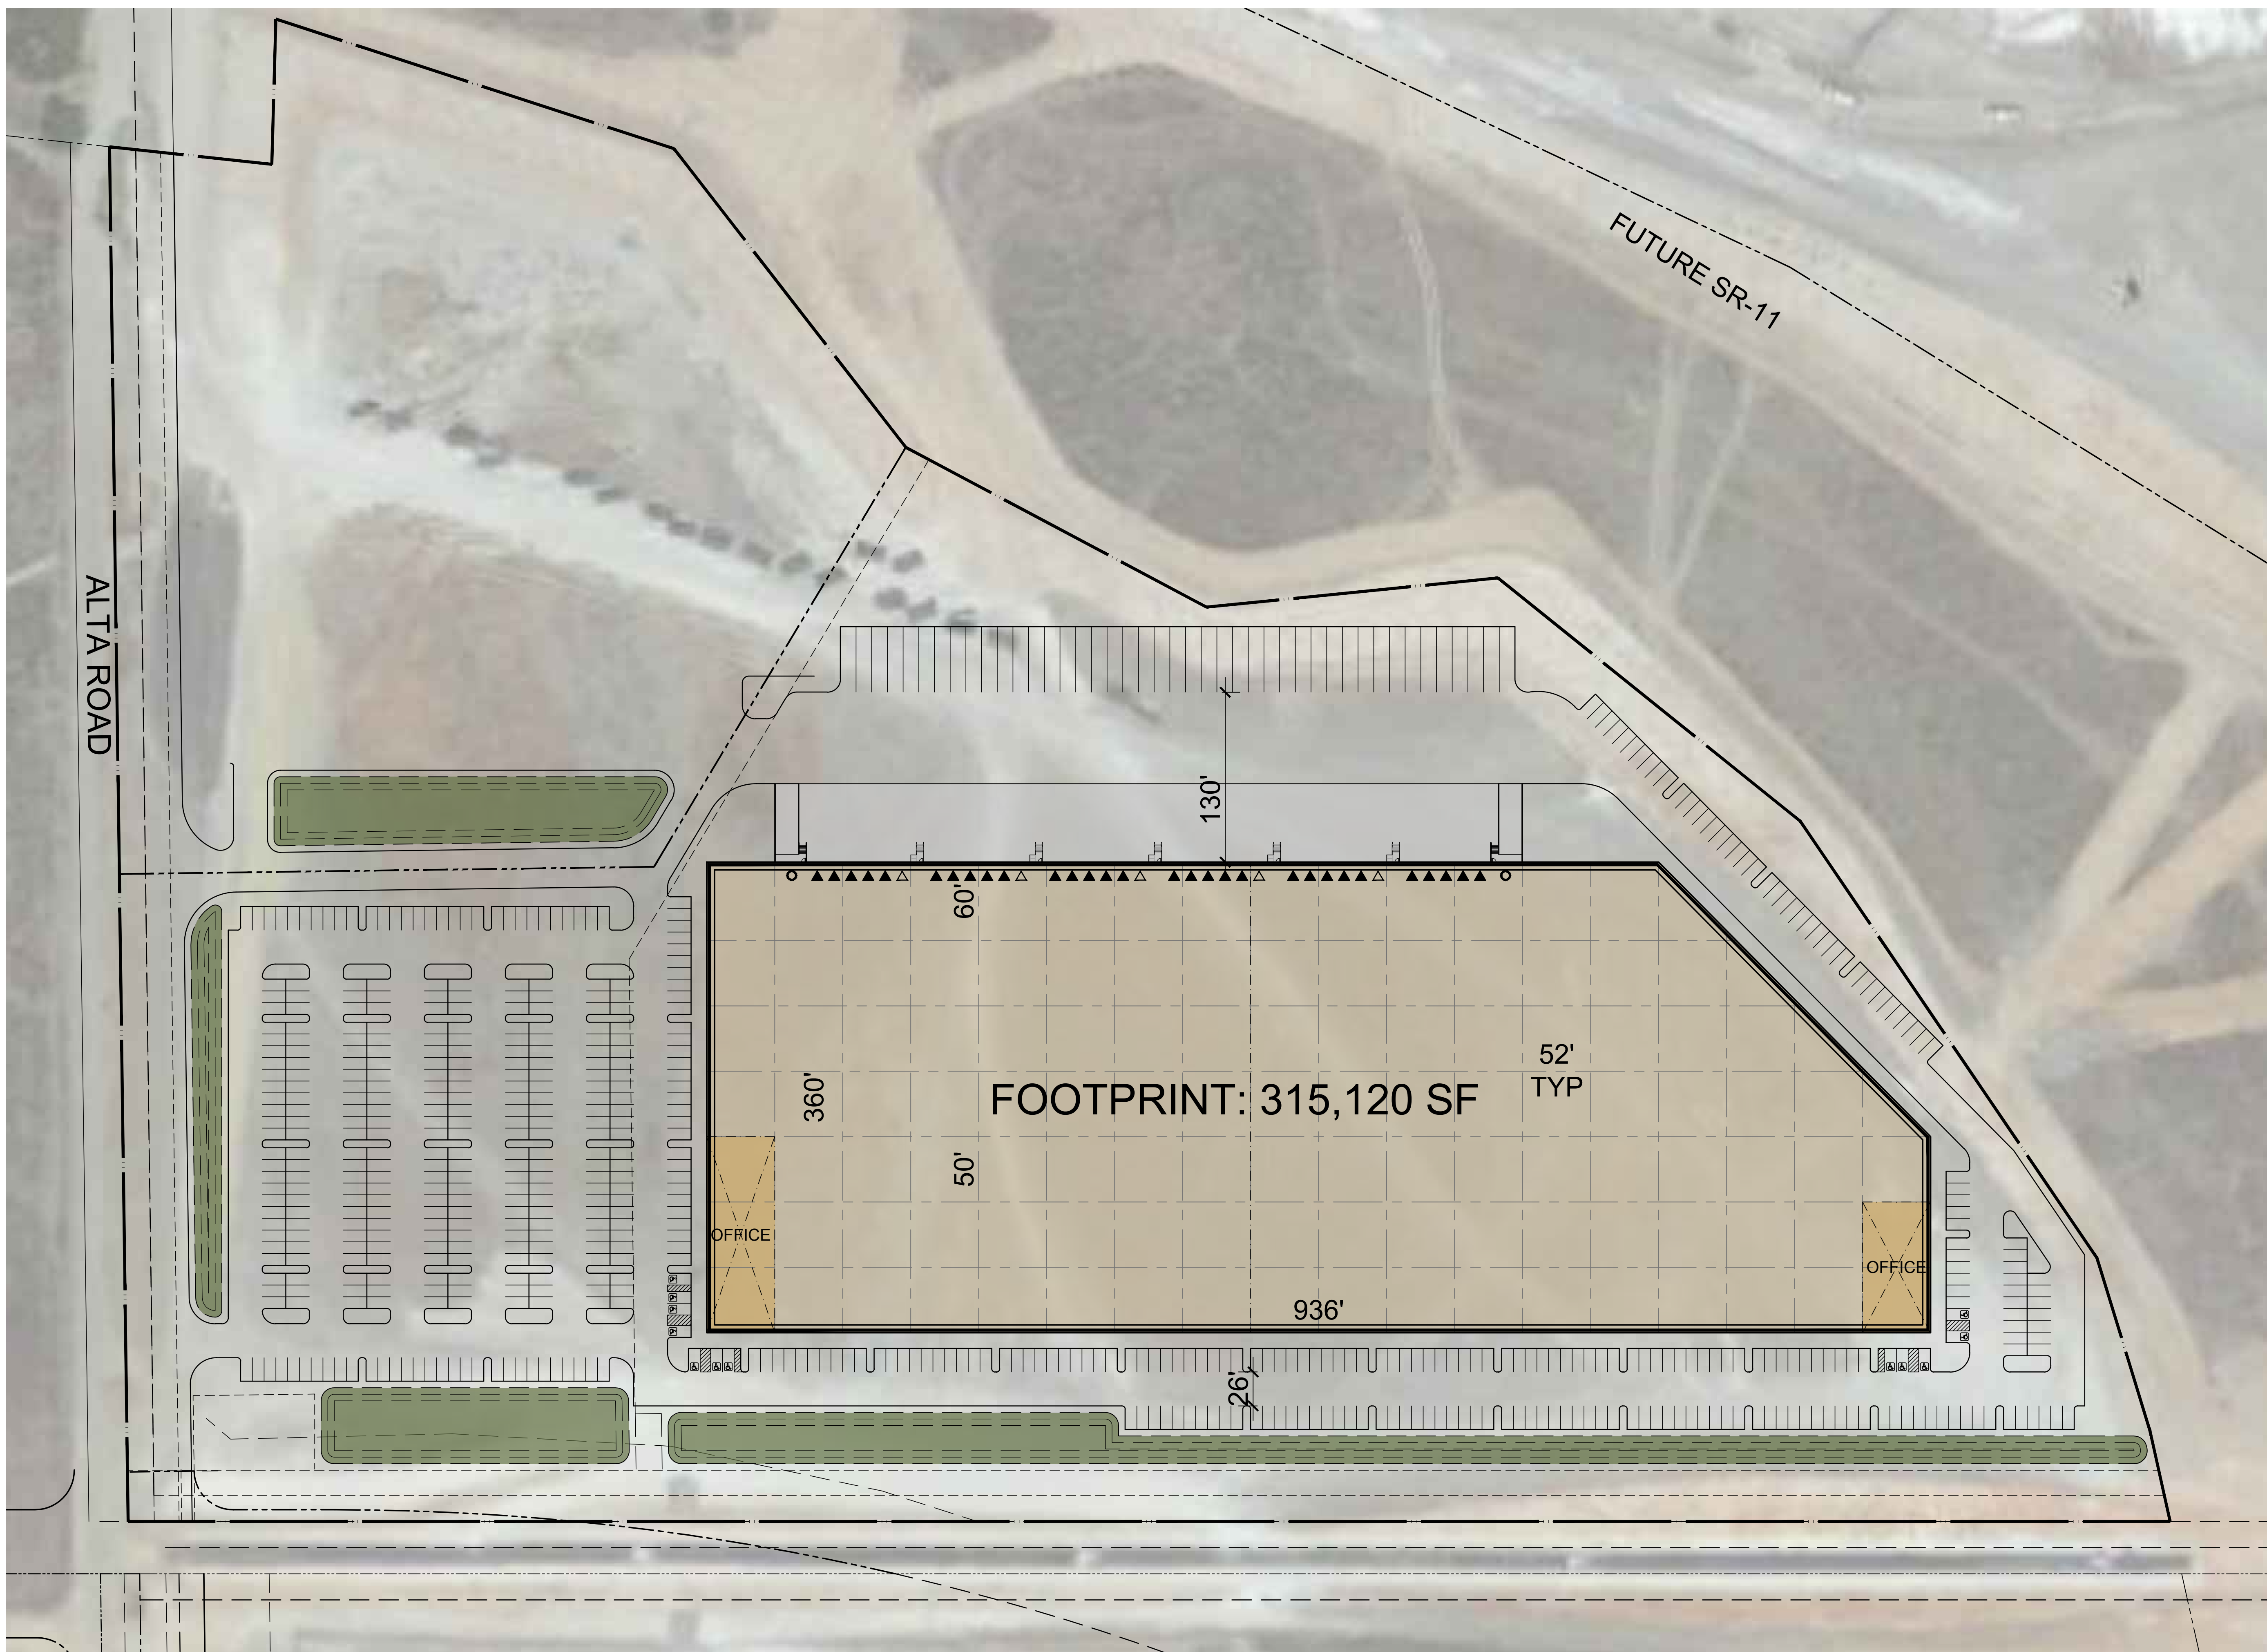 FUTURE SR-11
ALTA ROAD
130'
60'
52'
TYP
360'
FOOTPRINT: 315,120 SF
50'
OFFICE
OFFICE
936'
26'